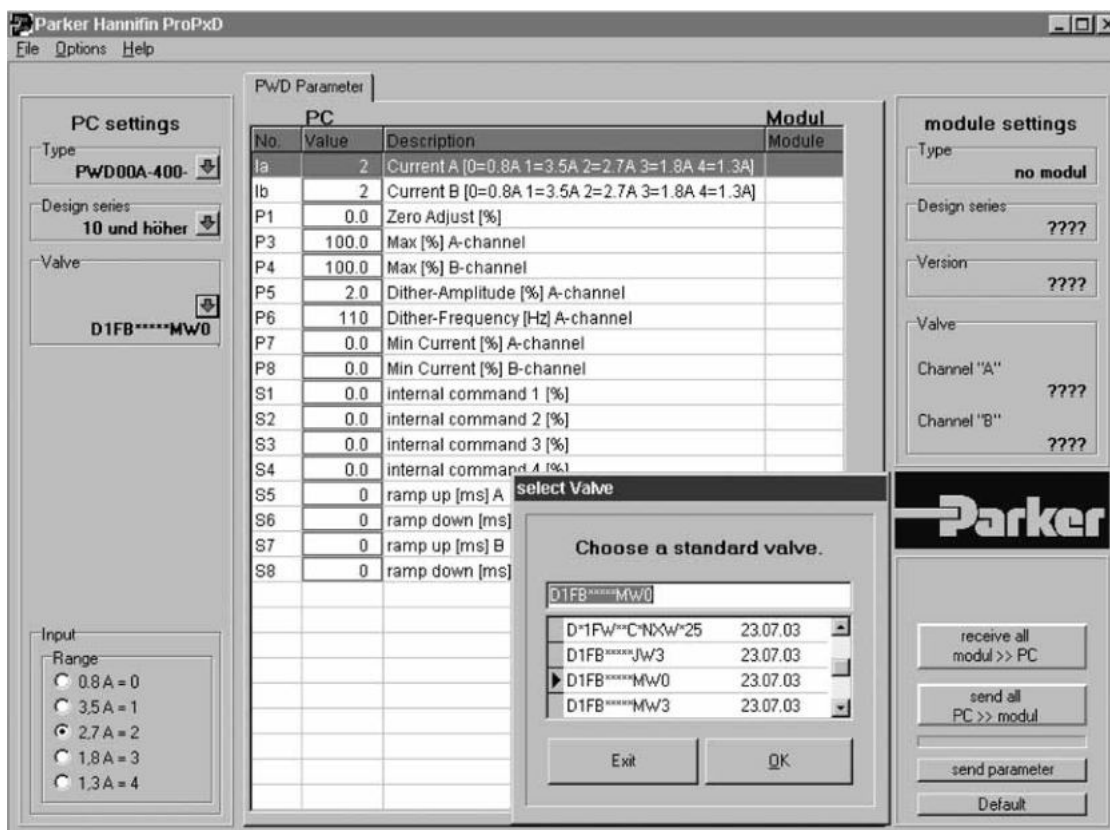 Parker Hannifin ProPxD
File Options Help
PWD Parameter
PC settings
Type
PWD00A-400-
Design series
10 und höher
Valve
D1FB*****MW0
Input
Range
0.8 A = 0
3,5 A = 1
2,7 A = 2
1,8 A = 3
1,3 A = 4
PC Modul
No. Value Description Module
Ia 2 Current A [0=0.8A 1=3.5A 2=2.7A 3=1.8A 4=1.3A]
Ib 2 Current B [0=0.8A 1=3.5A 2=2.7A 3=1.8A 4=1.3A]
P1 0.0 Zero Adjust [%]
P3 100.0 Max [%] A-channel
P4 100.0 Max [%] B-channel
P5 2.0 Dither-Amplitude [%] A-channel
P6 110 Dither-Frequency [Hz] A-channel
P7 0.0 Min Current [%] A-channel
P8 0.0 Min Current [%] B-channel
S1 0.0 internal command 1 [%]
S2 0.0 internal command 2 [%]
S3 0.0 internal command 3 [%]
S4 0.0 internal command 4 [%]
S5 0 ramp up [ms] A
S6 0 ramp down [ms]
S7 0 ramp up [ms] B
S8 0 ramp down [ms]
select Valve
Choose a standard valve.
D1FB*****MW0
D*1FW**C*NXW*25 23.07.03
D1FB*****JW3 23.07.03
D1FB*****MW0 23.07.03
D1FB*****MW3 23.07.03
Exit OK
module settings
Type
no modul
Design series
????
Version
????
Valve
Channel "A"
????
Channel "B"
????
Parker
receive all
modul >> PC
send all
PC >> modul
send parameter
Default